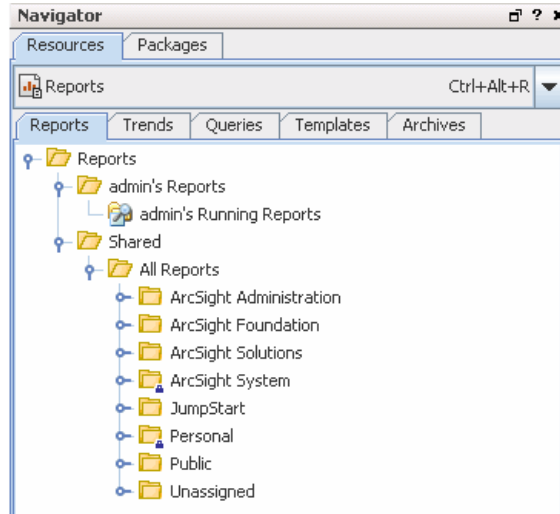 Navigator
Resources Packages
Reports Ctrl+Alt+R
Reports Trends Queries Templates Archives
Reports
admin's Reports
admin's Running Reports
Shared
All Reports
ArcSight Administration
ArcSight Foundation
ArcSight Solutions
ArcSight System
JumpStart
Personal
Public
Unassigned